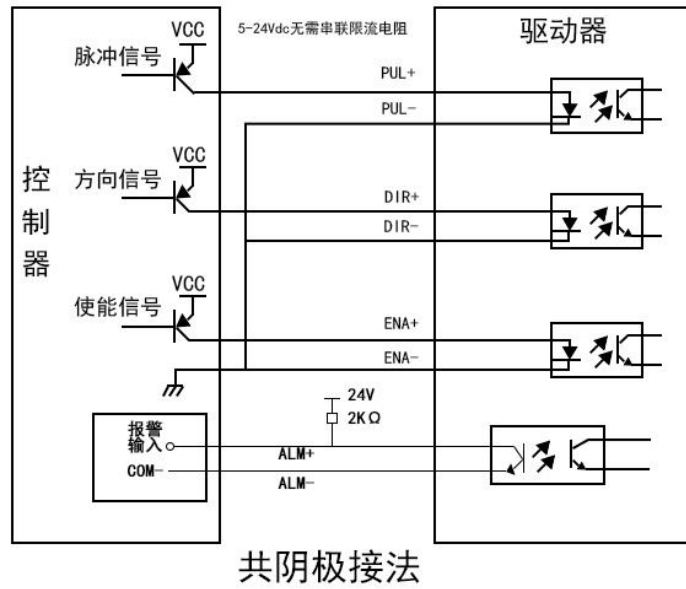 VCC
5-24Vdc无需串联限流电阻
驱动器
脉冲信号
PUL+
PUL-
VCC
控制器
方向信号
DIR+
DIR-
VCC
使能信号
ENA+
ENA-
24V
2KΩ
报警
输入
ALM+
COM-
ALM-
共阴极接法